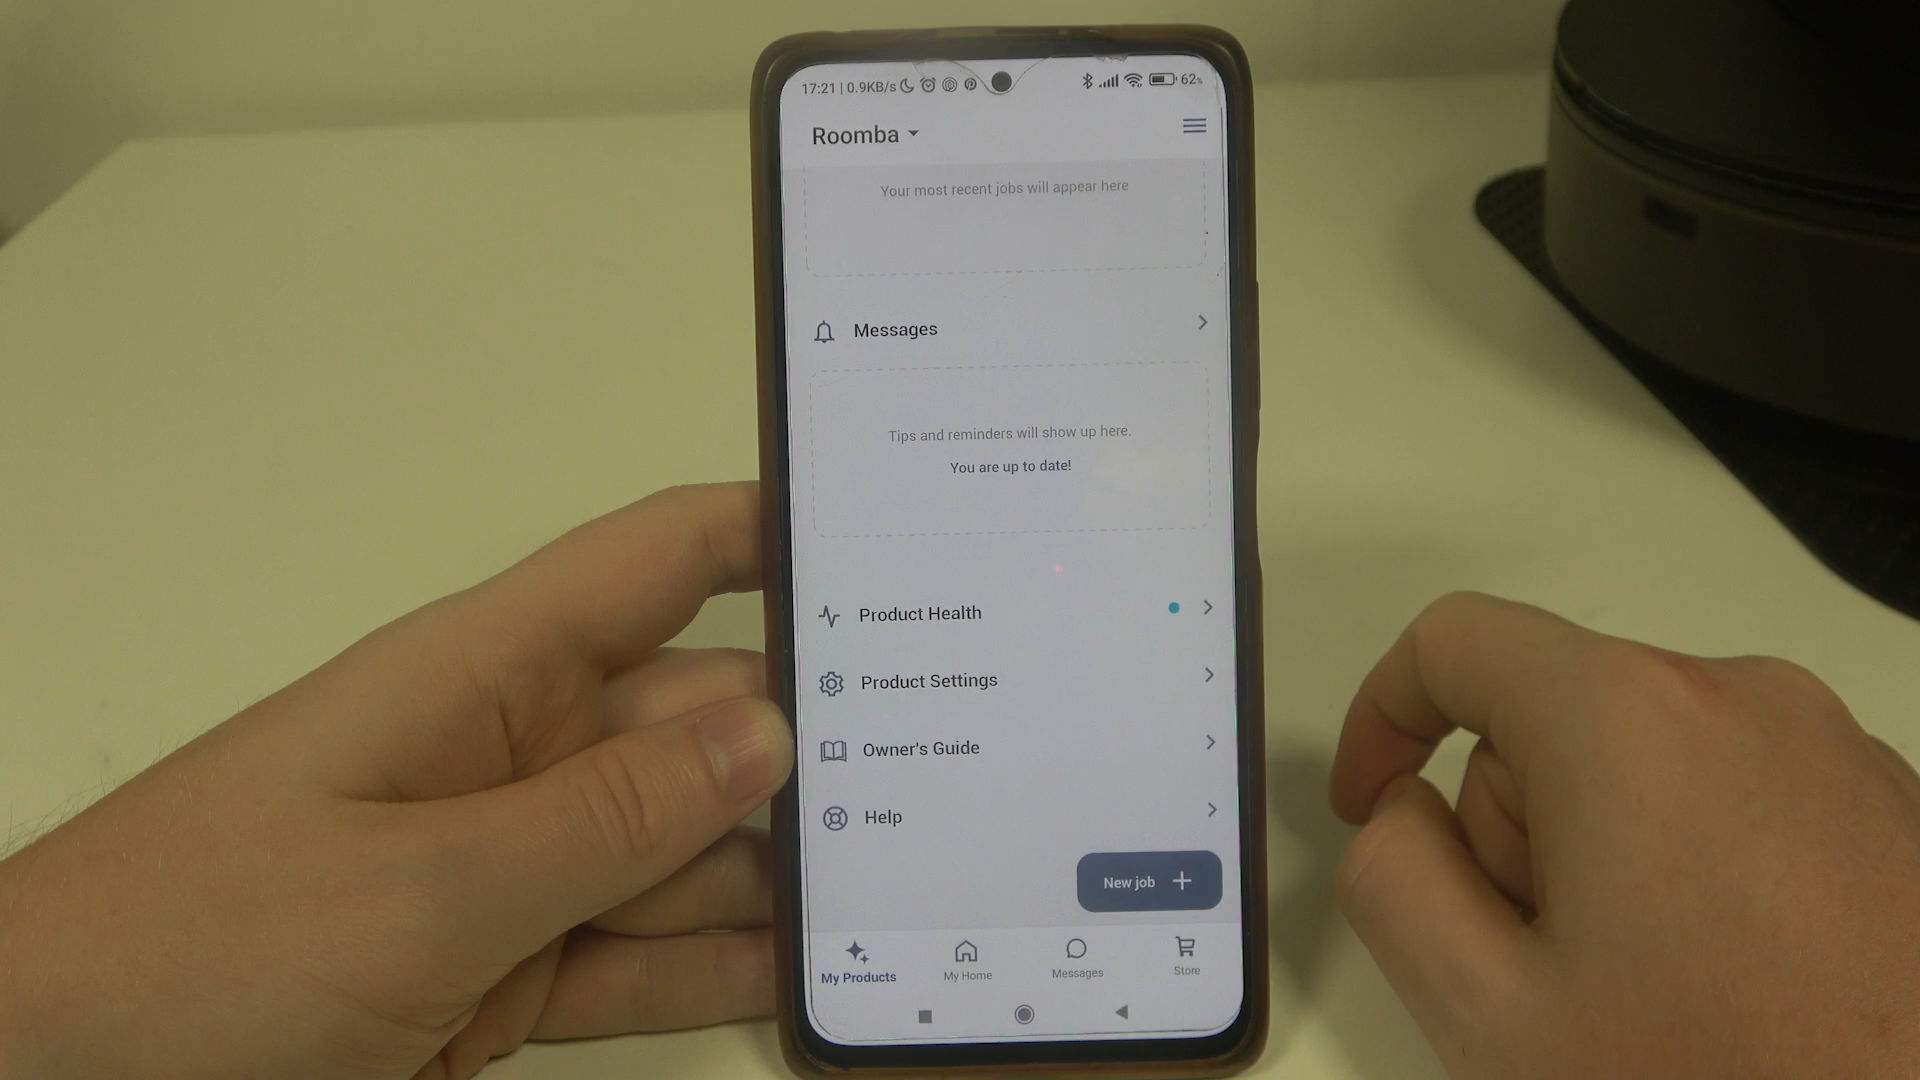 17:21 | 0.9KB/s
62%
Roomba
Your most recent jobs will appear here
Messages
Tips and reminders will show up here.
You are up to date!
Product Health
Product Settings
Owner's Guide
Help
New job +
My Products
My Home
Messages
Store